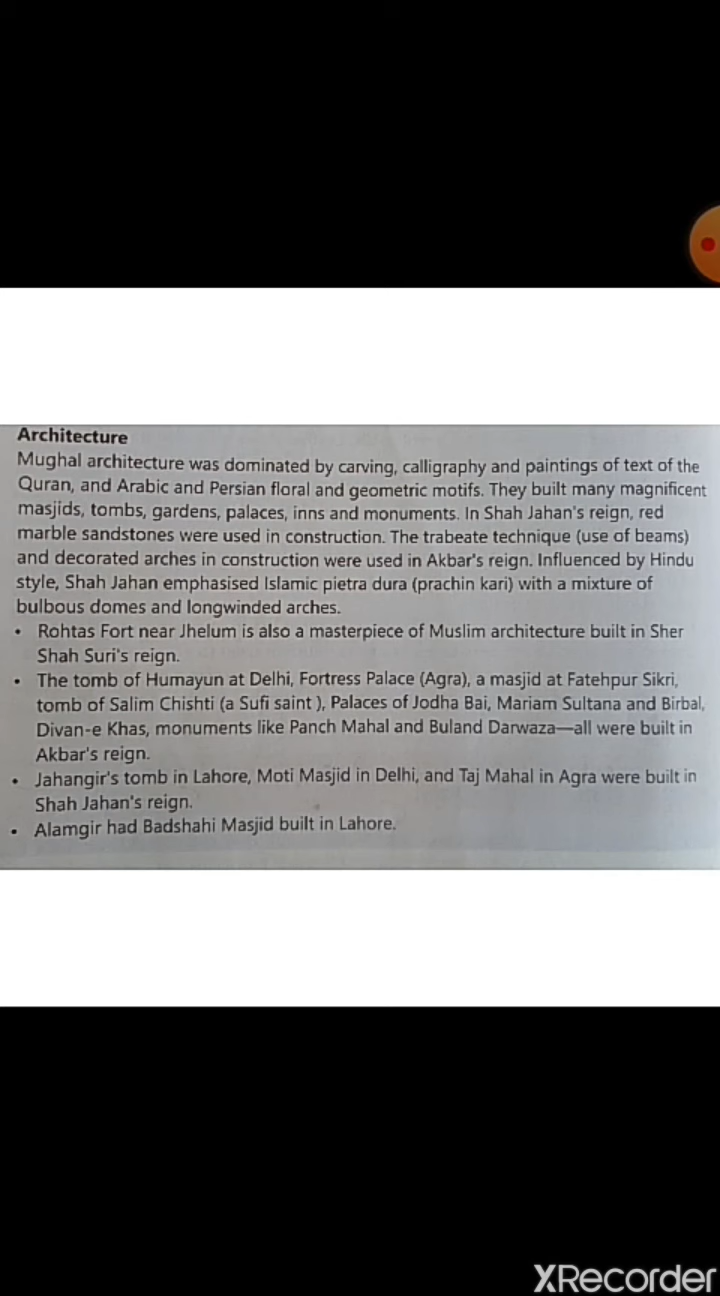 Architecture
Mughal architecture was dominated by carving, calligraphy and paintings of text of the
Quran, and Arabic and Persian floral and geometric motifs. They built many magnificent
masjids, tombs, gardens, palaces, inns and monuments. In Shah Jahan's reign, red
marble sandstones were used in construction. The trabeate technique (use of beams)
and decorated arches in construction were used in Akbar's reign. Influenced by Hindu
style, Shah Jahan emphasised Islamic pietra dura (prachin kari) with a mixture of
bulbous domes and longwinded arches.
• Rohtas Fort near Jhelum is also a masterpiece of Muslim architecture built in Sher
Shah Suri's reign.
• The tomb of Humayun at Delhi, Fortress Palace (Agra), a masjid at Fatehpur Sikri,
tomb of Salim Chishti (a Sufi saint ), Palaces of Jodha Bai, Mariam Sultana and Birbal,
Divan-e Khas, monuments like Panch Mahal and Buland Darwaza—all were built in
Akbar's reign.
• Jahangir's tomb in Lahore, Moti Masjid in Delhi, and Taj Mahal in Agra were built in
Shah Jahan's reign.
• Alamgir had Badshahi Masjid built in Lahore.
XRecorder